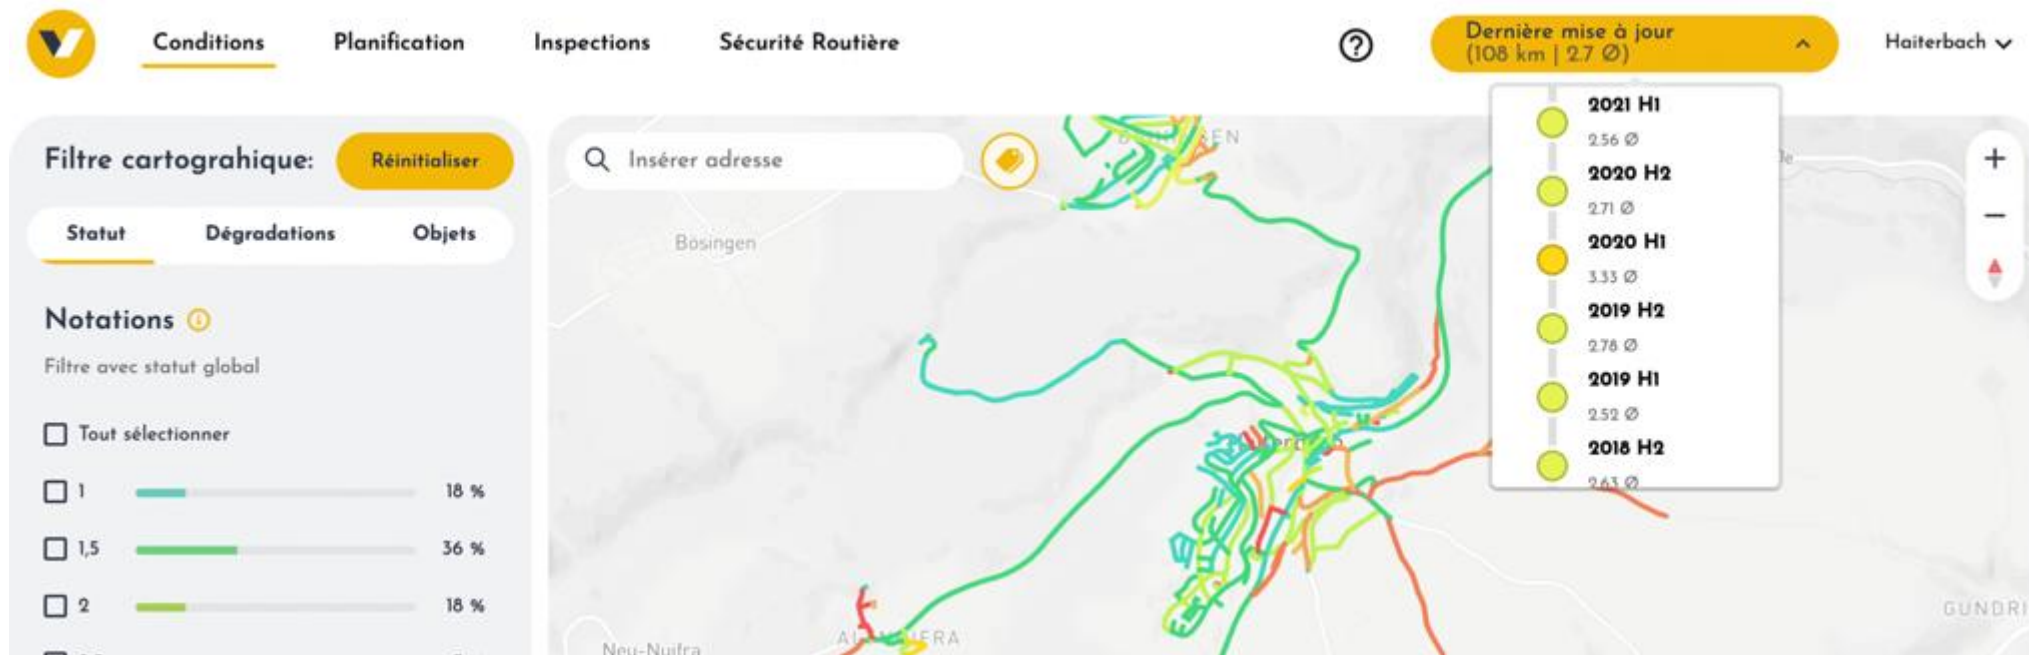 Conditions
Planification
Inspections
Sécurité Routière
Dernière mise à jour
(108 km | 2.7 Ø)
Haiterbach
Filtre cartograhique:
Réinitialiser
Statut
Dégradations
Objets
Notations
Filtre avec statut global
Tout sélectionner
1
18 %
1,5
36 %
2
18 %
Insérer adresse
Bösingen
Neu-Nuifra
GUNDRI
2021 H1
2.56 Ø
2020 H2
2.71 Ø
2020 H1
3.33 Ø
2019 H2
2.78 Ø
2019 H1
2.52 Ø
2018 H2
2.63 Ø
+
−